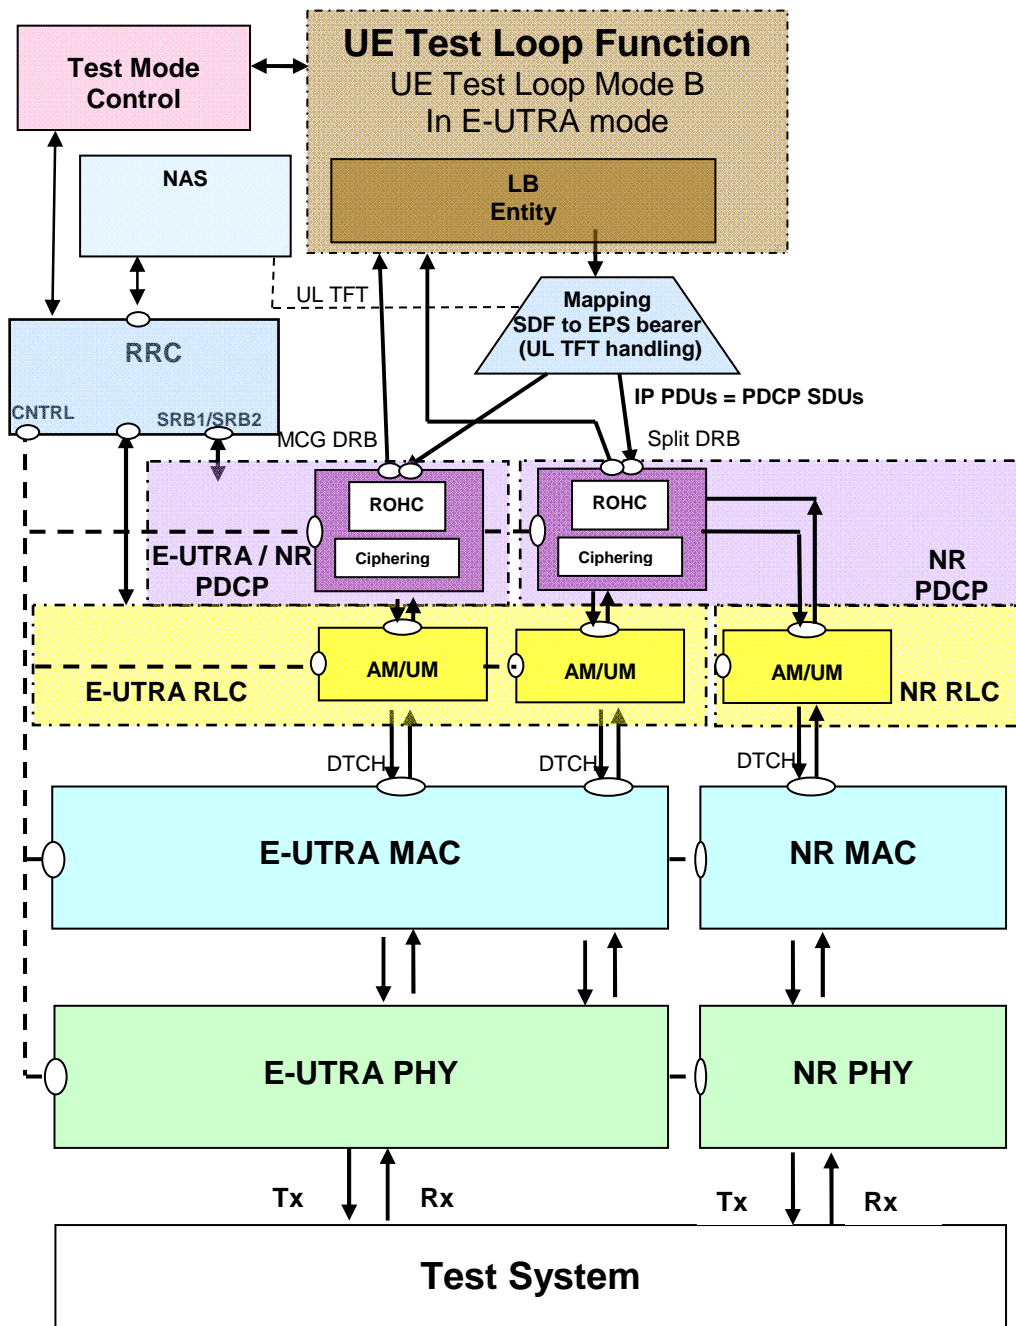 UE Test Loop Function
UE Test Loop Mode B
In E-UTRA mode
Test Mode
Control
NAS
LB
Entity
UL TFT
Mapping
SDF to EPS bearer
(UL TFT handling)
RRC
CNTRL
SRB1/SRB2
IP PDUs = PDCP SDUs
MCG DRB
Split DRB
ROHC
Ciphering
ROHC
Ciphering
E-UTRA / NR
PDCP
NR
PDCP
AM/UM
AM/UM
AM/UM
E-UTRA RLC
NR RLC
DTCH
DTCH
DTCH
E-UTRA MAC
NR MAC
E-UTRA PHY
NR PHY
Tx
Rx
Tx
Rx
Test System